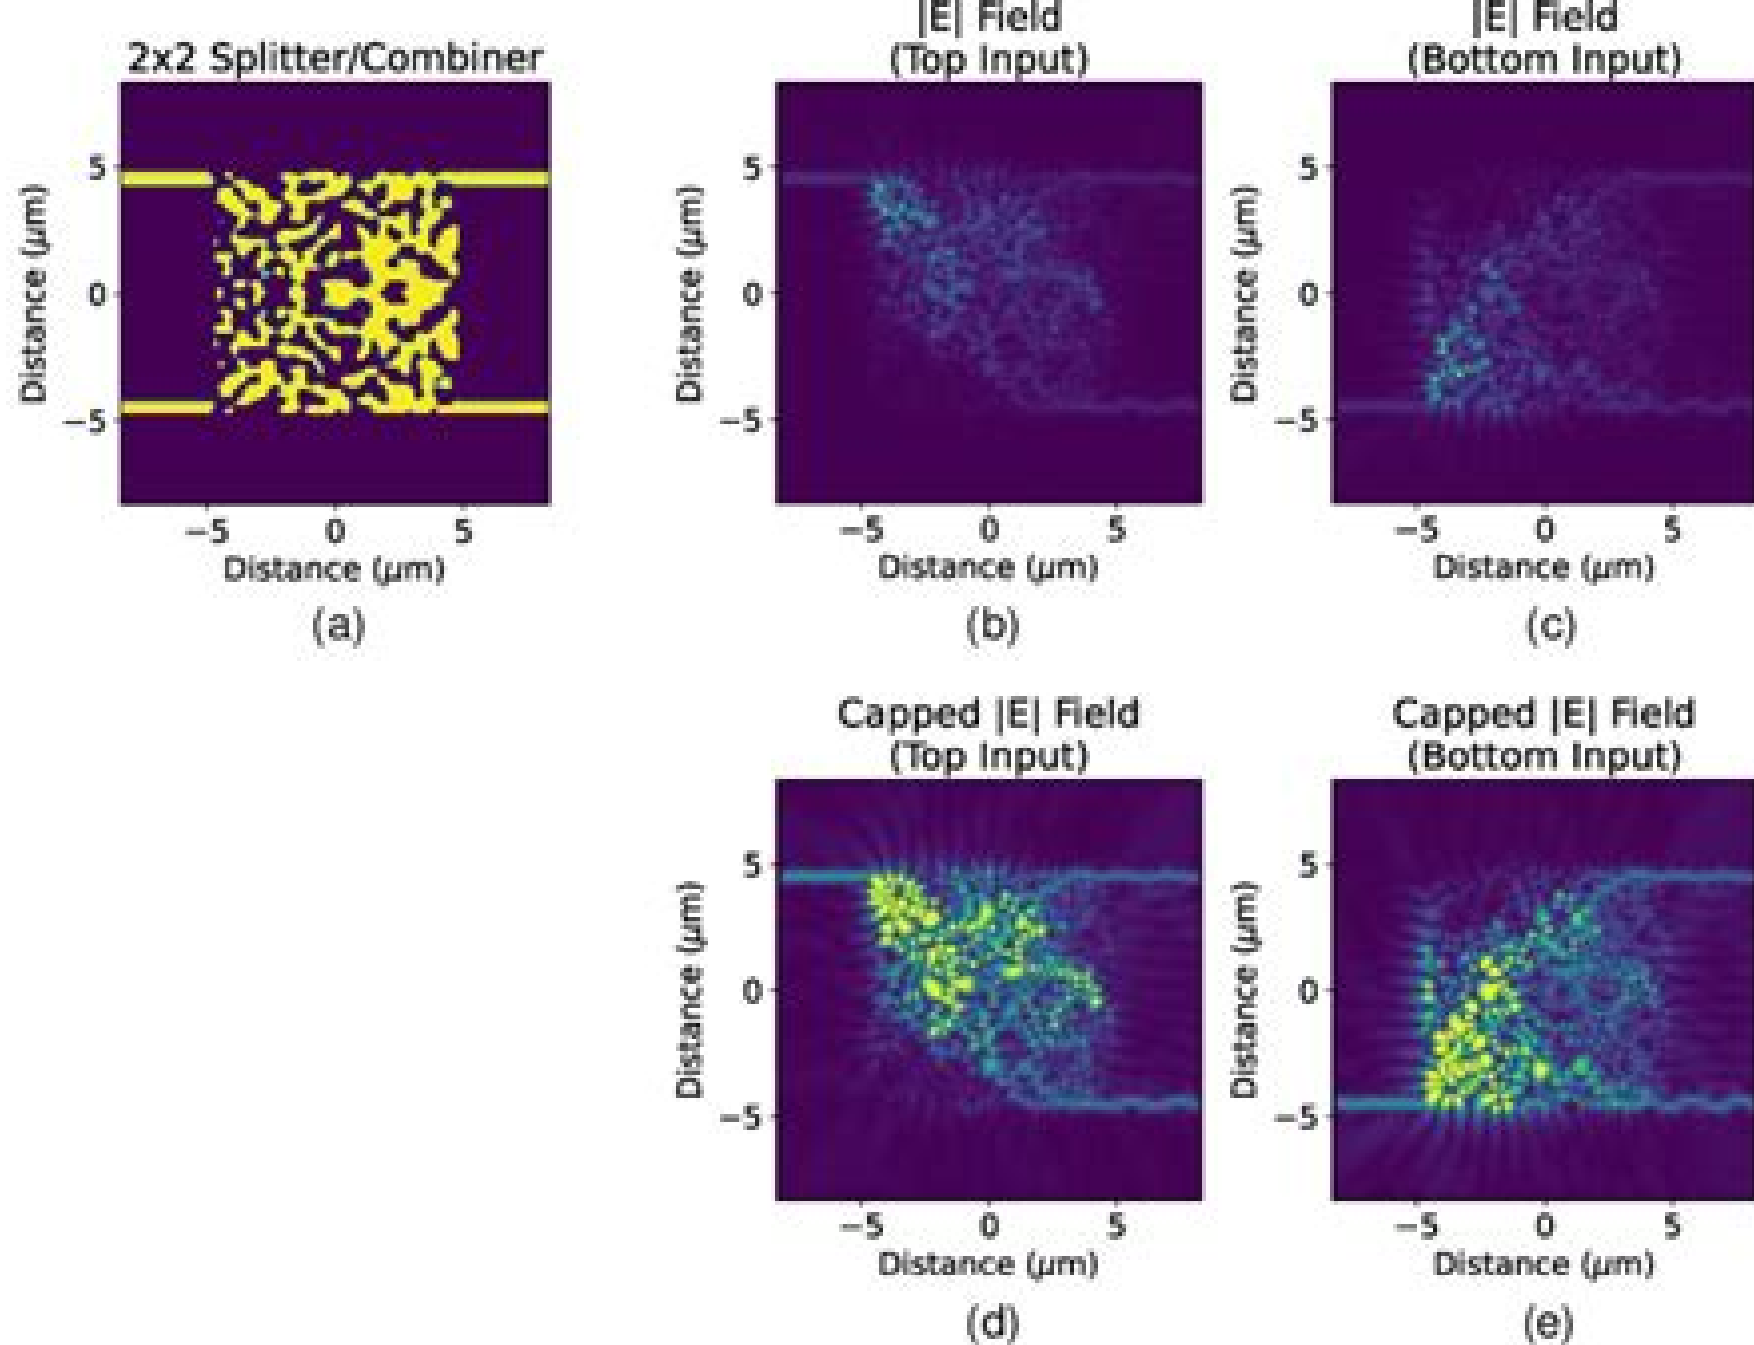 2x2 Splitter/Combiner
|E| Field
(Top Input)
|E| Field
(Bottom Input)
Distance (μm)
5
0
−5
−5 0 5
Distance (μm)
(a)
Distance (μm)
5
0
−5
−5 0 5
Distance (μm)
(b)
Distance (μm)
5
0
−5
−5 0 5
Distance (μm)
(c)
Capped |E| Field
(Top Input)
Capped |E| Field
(Bottom Input)
Distance (μm)
5
0
−5
−5 0 5
Distance (μm)
(d)
Distance (μm)
5
0
−5
−5 0 5
Distance (μm)
(e)